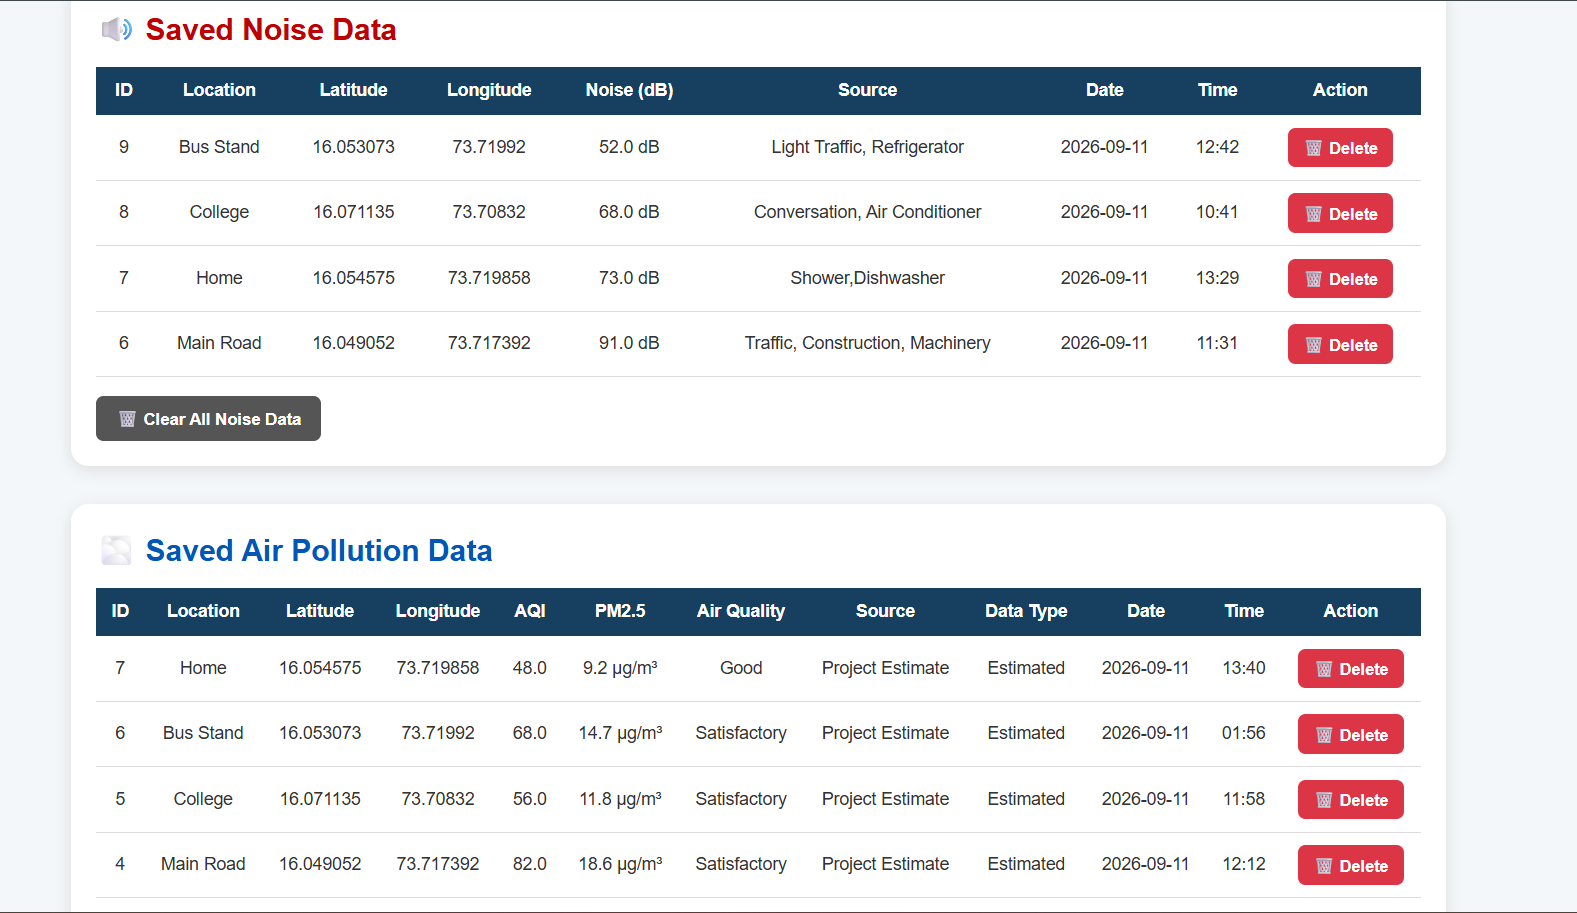 Saved Noise Data
ID Location Latitude Longitude Noise (dB) Source Date Time Action
9 Bus Stand 16.053073 73.71992 52.0 dB Light Traffic, Refrigerator 2026-09-11 12:42 Delete
8 College 16.071135 73.70832 68.0 dB Conversation, Air Conditioner 2026-09-11 10:41 Delete
7 Home 16.054575 73.719858 73.0 dB Shower,Dishwasher 2026-09-11 13:29 Delete
6 Main Road 16.049052 73.717392 91.0 dB Traffic, Construction, Machinery 2026-09-11 11:31 Delete
Clear All Noise Data
Saved Air Pollution Data
ID Location Latitude Longitude AQI PM2.5 Air Quality Source Data Type Date Time Action
7 Home 16.054575 73.719858 48.0 9.2 µg/m³ Good Project Estimate Estimated 2026-09-11 13:40 Delete
6 Bus Stand 16.053073 73.71992 68.0 14.7 µg/m³ Satisfactory Project Estimate Estimated 2026-09-11 01:56 Delete
5 College 16.071135 73.70832 56.0 11.8 µg/m³ Satisfactory Project Estimate Estimated 2026-09-11 11:58 Delete
4 Main Road 16.049052 73.717392 82.0 18.6 µg/m³ Satisfactory Project Estimate Estimated 2026-09-11 12:12 Delete